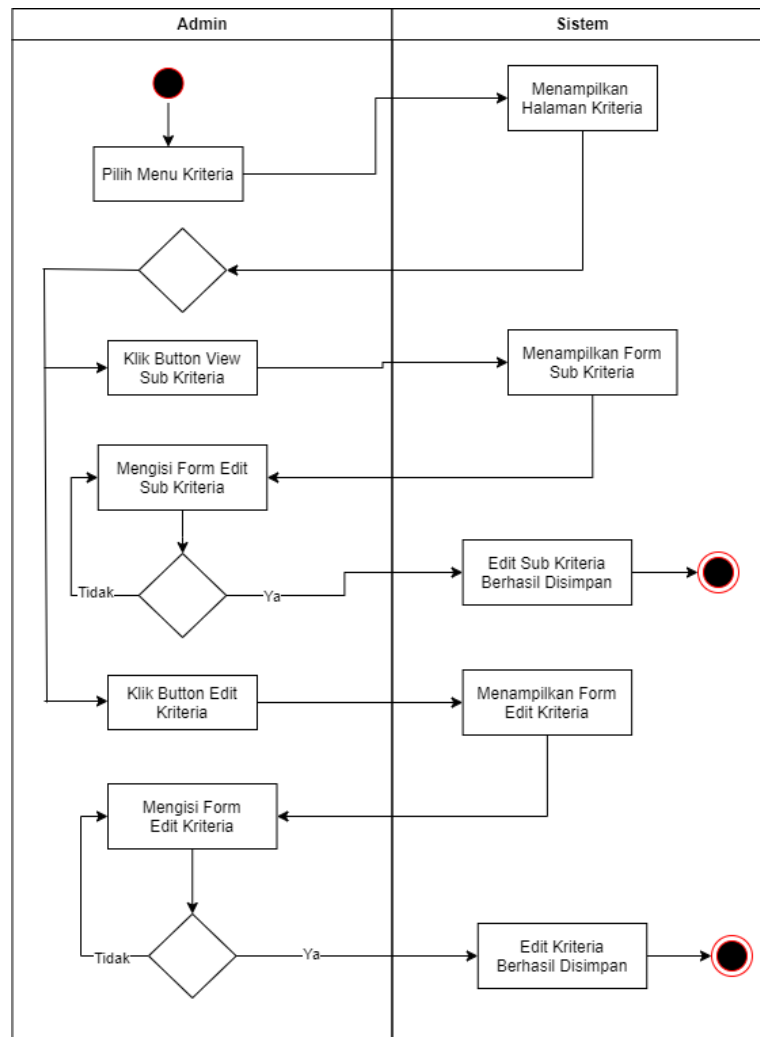 Admin
Sistem
Menampilkan
Halaman Kriteria
Pilih Menu Kriteria
Klik Button View
Sub Kriteria
Menampilkan Form
Sub Kriteria
Mengisi Form Edit
Sub Kriteria
Edit Sub Kriteria
Berhasil Disimpan
Tidak
Ya
Klik Button Edit
Kriteria
Menampilkan Form
Edit Kriteria
Mengisi Form
Edit Kriteria
Edit Kriteria
Berhasil Disimpan
Tidak
Ya